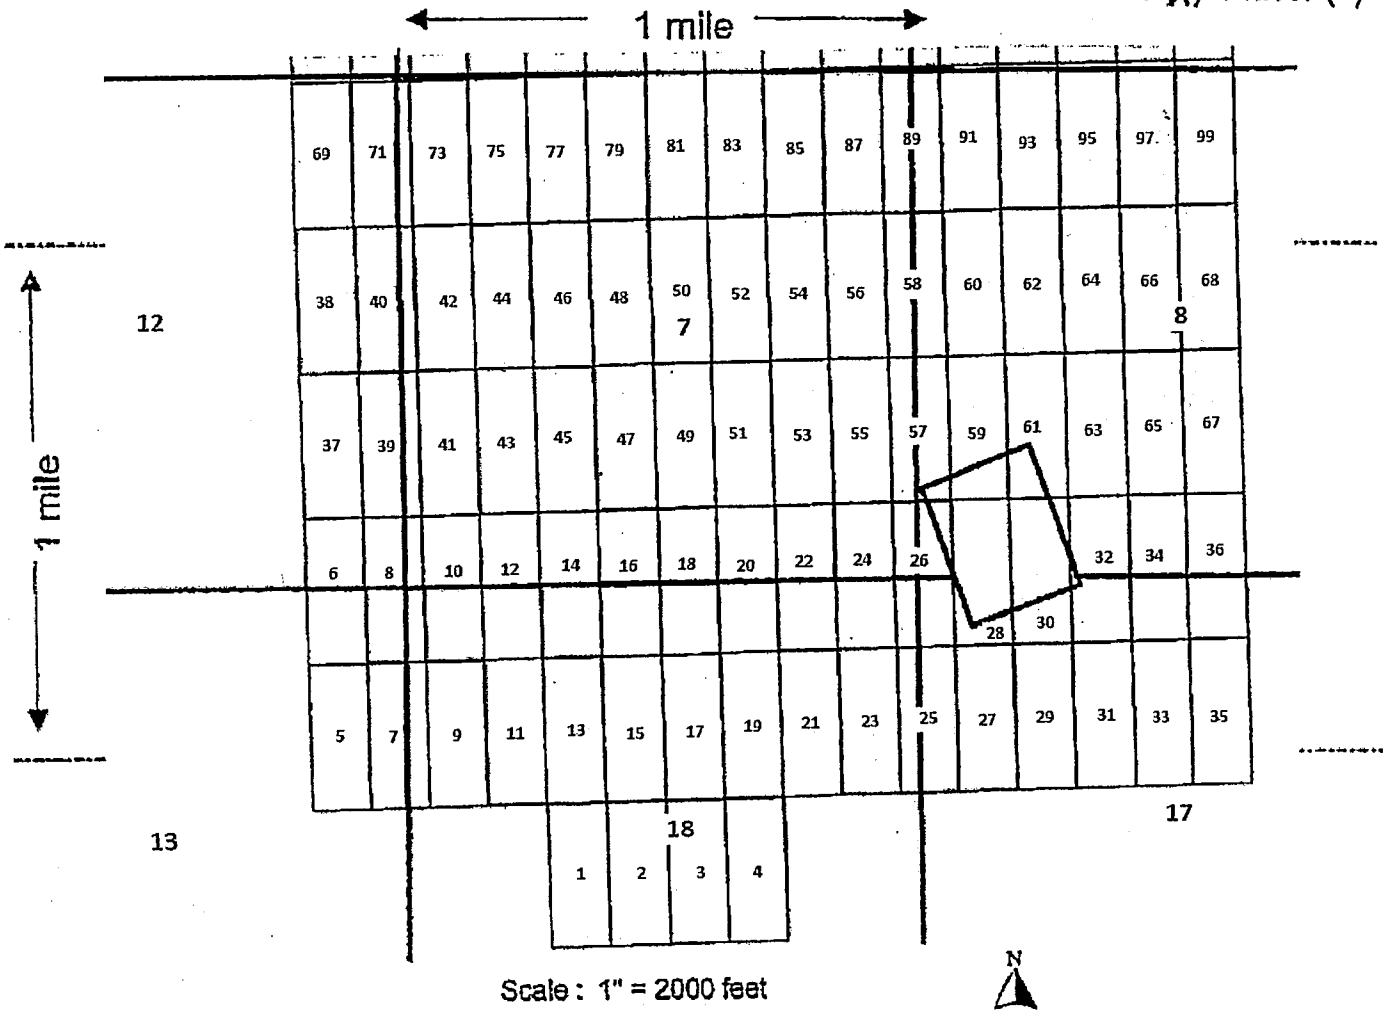 1 mile
69 71 73 75 77 79 81 83 85 87 89 91 93 95 97 99
38 40 42 44 46 48 50 52 54 56 58 60 62 64 66 68
12 7 8
37 39 41 43 45 47 49 51 53 55 57 59 61 63 65 67
1 mile
6 8 10 12 14 16 18 20 22 24 26 32 34 36
28 30
5 7 9 11 13 15 17 19 21 23 25 27 29 31 33 35
13 18 17
1 2 3 4
Scale : 1" = 2000 feet
N